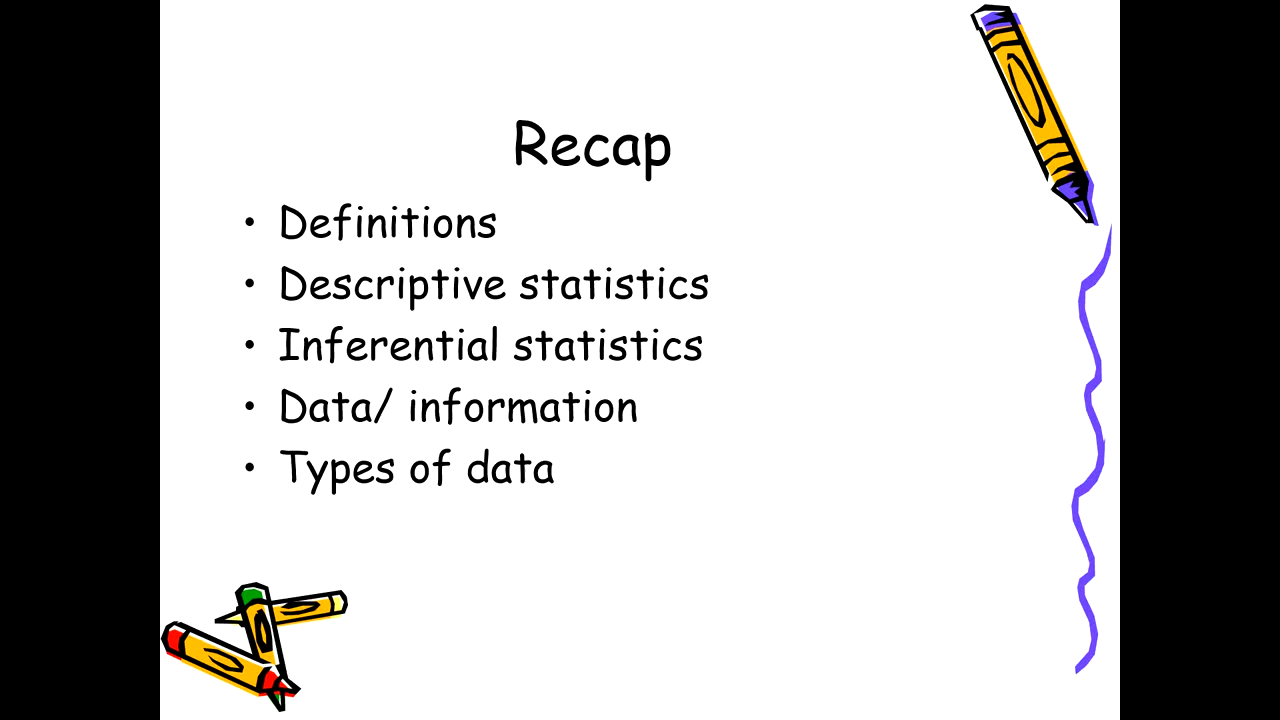 Recap
• Definitions
• Descriptive statistics
• Inferential statistics
• Data/ information
• Types of data